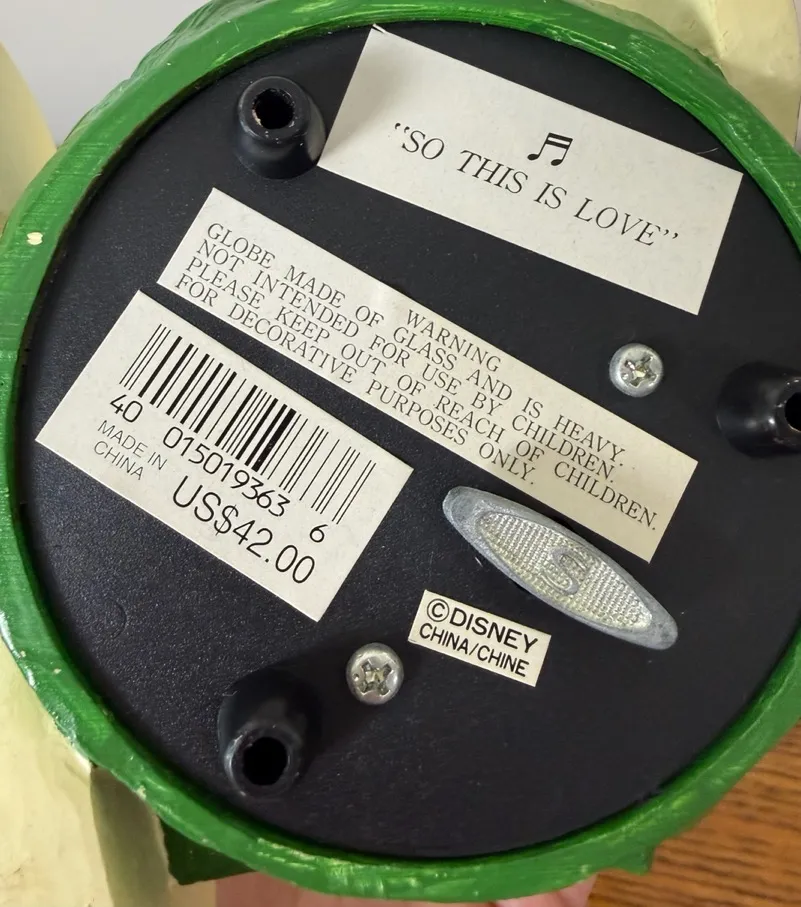 "SO THIS IS LOVE"
WARNING
GLOBE MADE OF GLASS AND IS HEAVY.
NOT INTENDED FOR USE BY CHILDREN.
PLEASE KEEP OUT OF REACH OF CHILDREN.
FOR DECORATIVE PURPOSES ONLY.
40 015019363 6
MADE IN
CHINA
US$42.00
©DISNEY
CHINA/CHINE